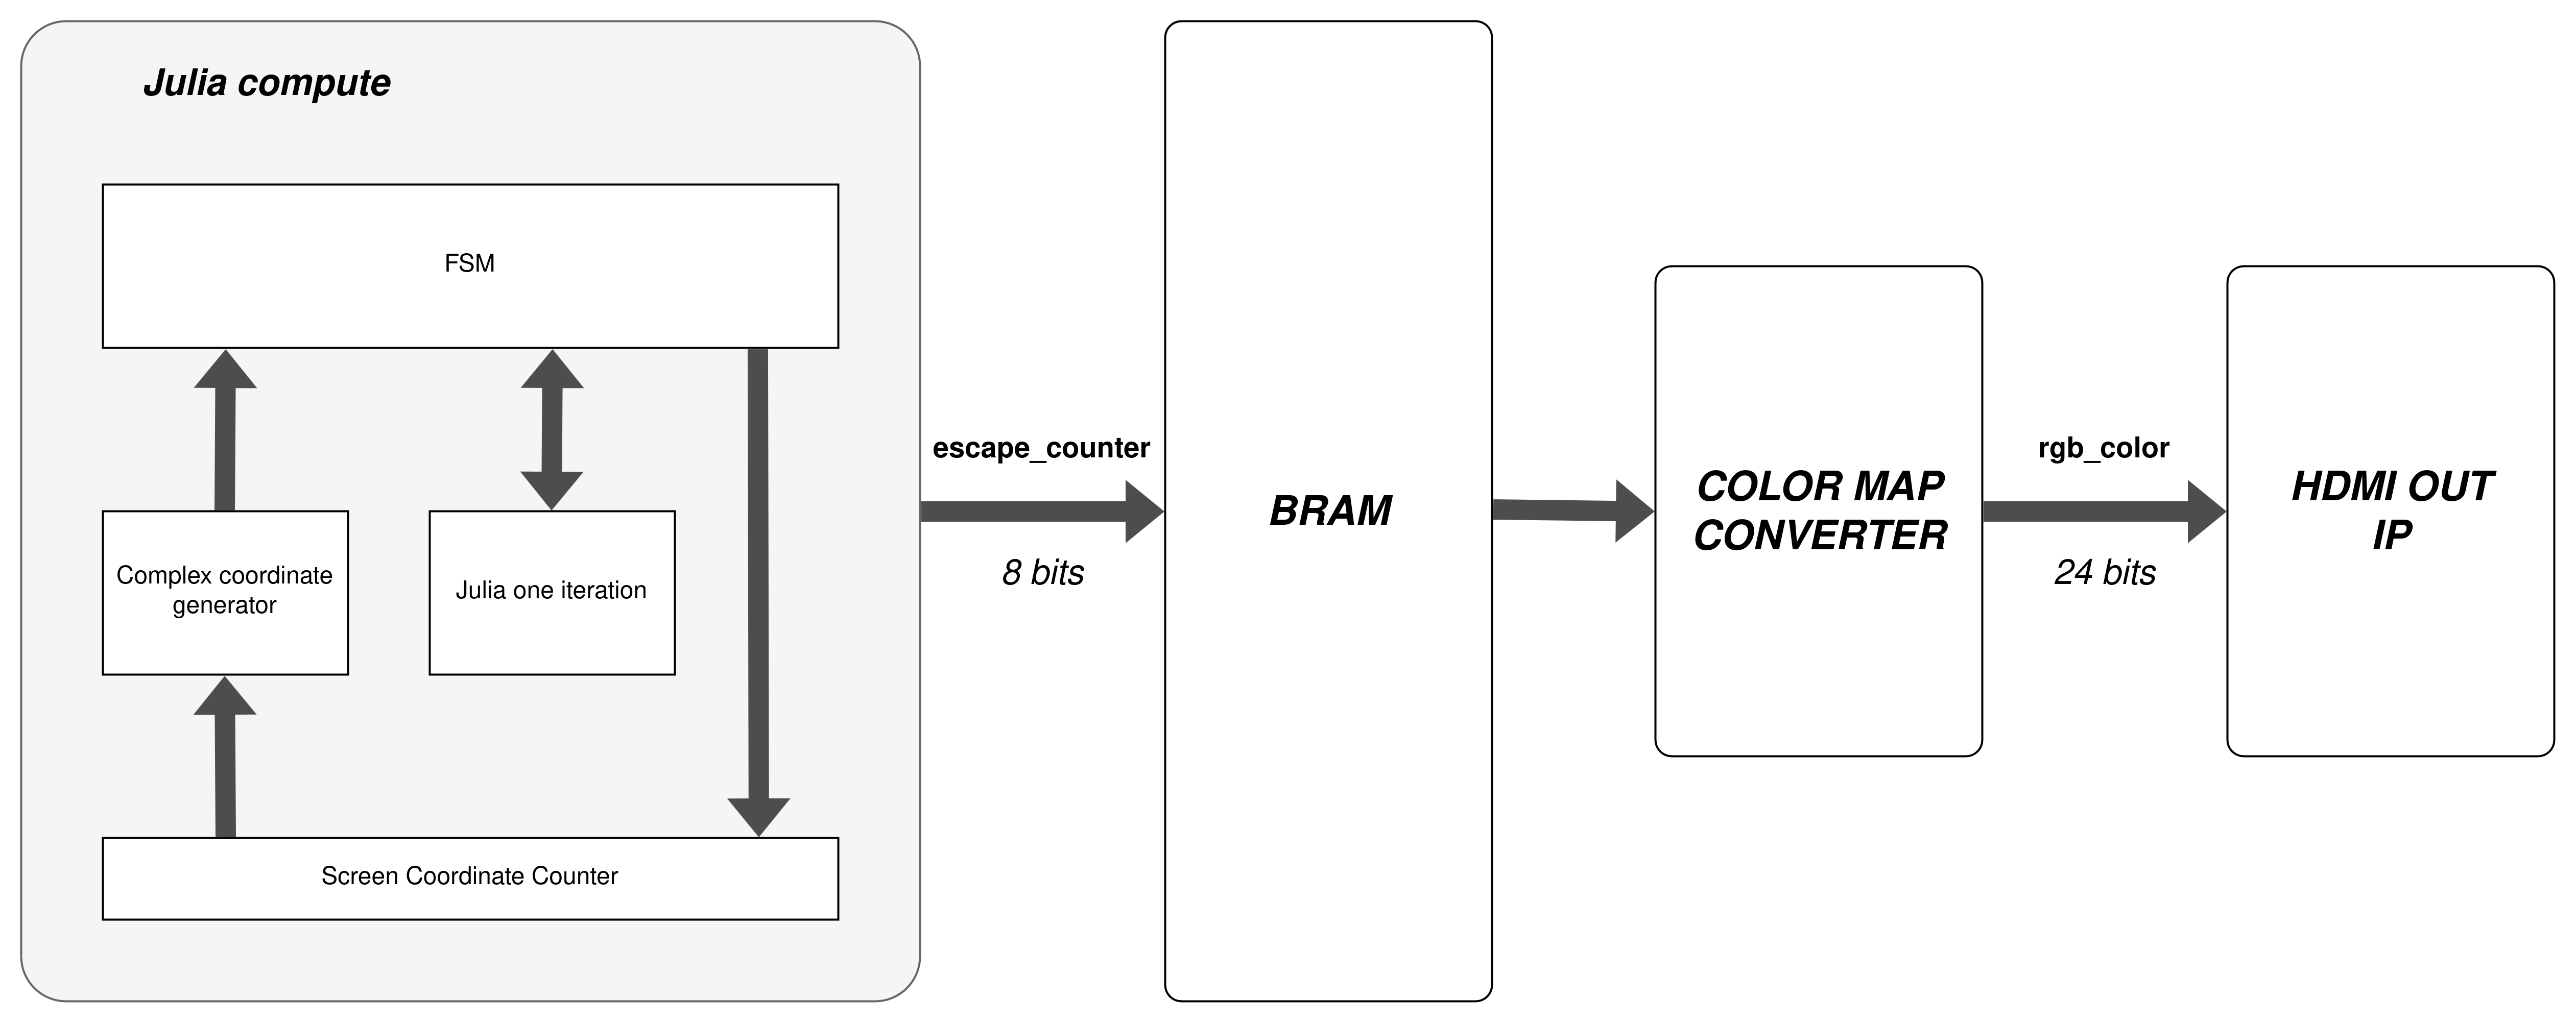 Julia compute
FSM
Complex coordinate
generator
Julia one iteration
Screen Coordinate Counter
escape_counter
8 bits
BRAM
COLOR MAP
CONVERTER
rgb_color
24 bits
HDMI OUT
IP